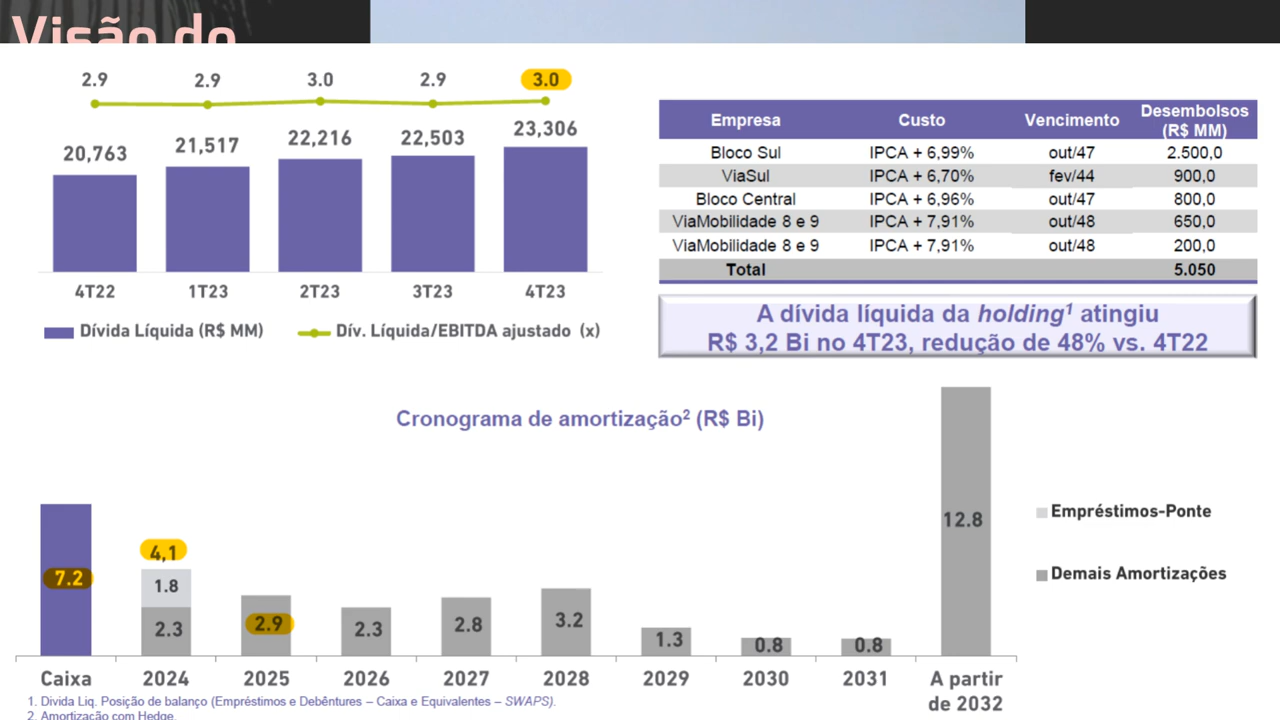 Visão do
2.9 2.9 3.0 2.9 3.0
20,763 21,517 22,216 22,503 23,306
4T22 1T23 2T23 3T23 4T23
Dívida Líquida (R$ MM) Dív. Líquida/EBITDA ajustado (x)
Empresa Custo Vencimento Desembolsos (R$ MM)
Bloco Sul IPCA + 6,99% out/47 2.500,0
ViaSul IPCA + 6,70% fev/44 900,0
Bloco Central IPCA + 6,96% out/47 800,0
ViaMobilidade 8 e 9 IPCA + 7,91% out/48 650,0
ViaMobilidade 8 e 9 IPCA + 7,91% out/48 200,0
Total 5.050
A dívida líquida da holding¹ atingiu
R$ 3,2 Bi no 4T23, redução de 48% vs. 4T22
Cronograma de amortização² (R$ Bi)
7.2
4,1
1.8
2.3
2.9
2.3
2.8
3.2
1.3
0.8
0.8
12.8
Empréstimos-Ponte
Demais Amortizações
Caixa 2024 2025 2026 2027 2028 2029 2030 2031 A partir
de 2032
1. Divida Liq. Posição de balanço (Empréstimos e Debêntures – Caixa e Equivalentes – SWAPS).
2. Amortização com Hedge.